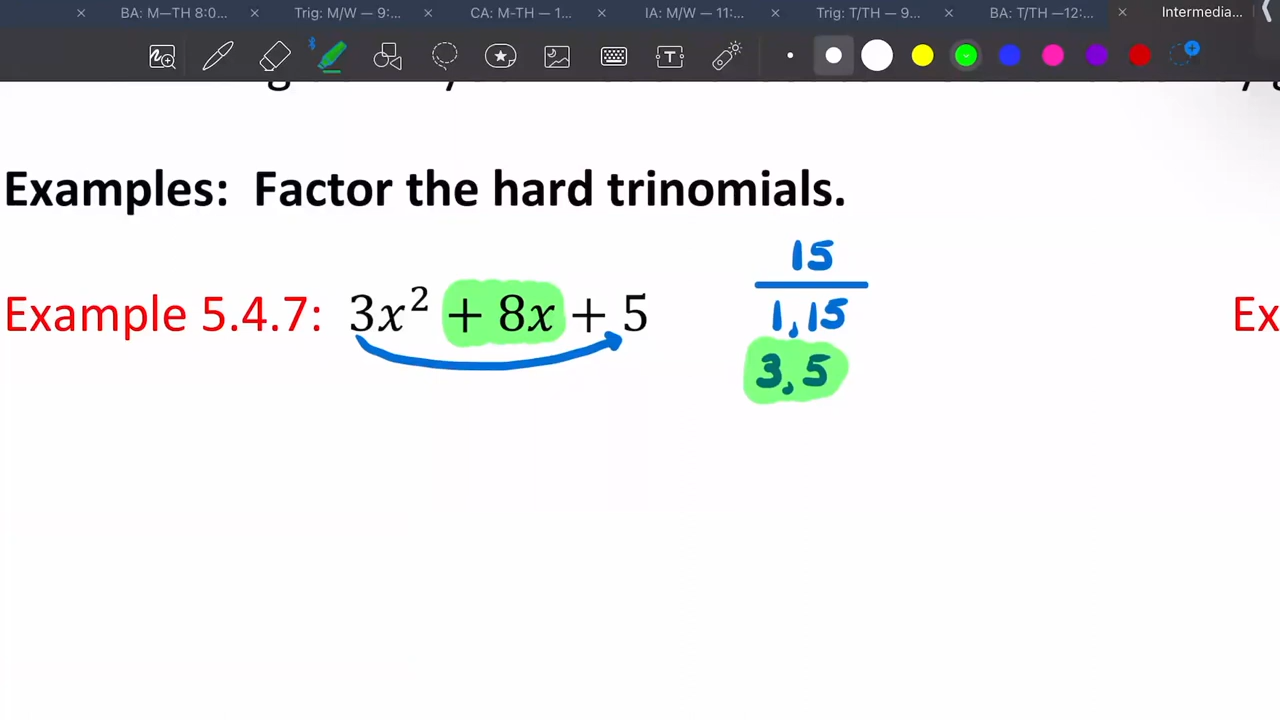 BA: M—TH 8:0... Trig: M/W — 9:... CA: M-TH — 1... IA: M/W — 11:... Trig: T/TH — 9... BA: T/TH —12:... Intermedia...
Examples: Factor the hard trinomials.
15
Example 5.4.7: 3x² + 8x + 5
1, 15
Ex
3, 5